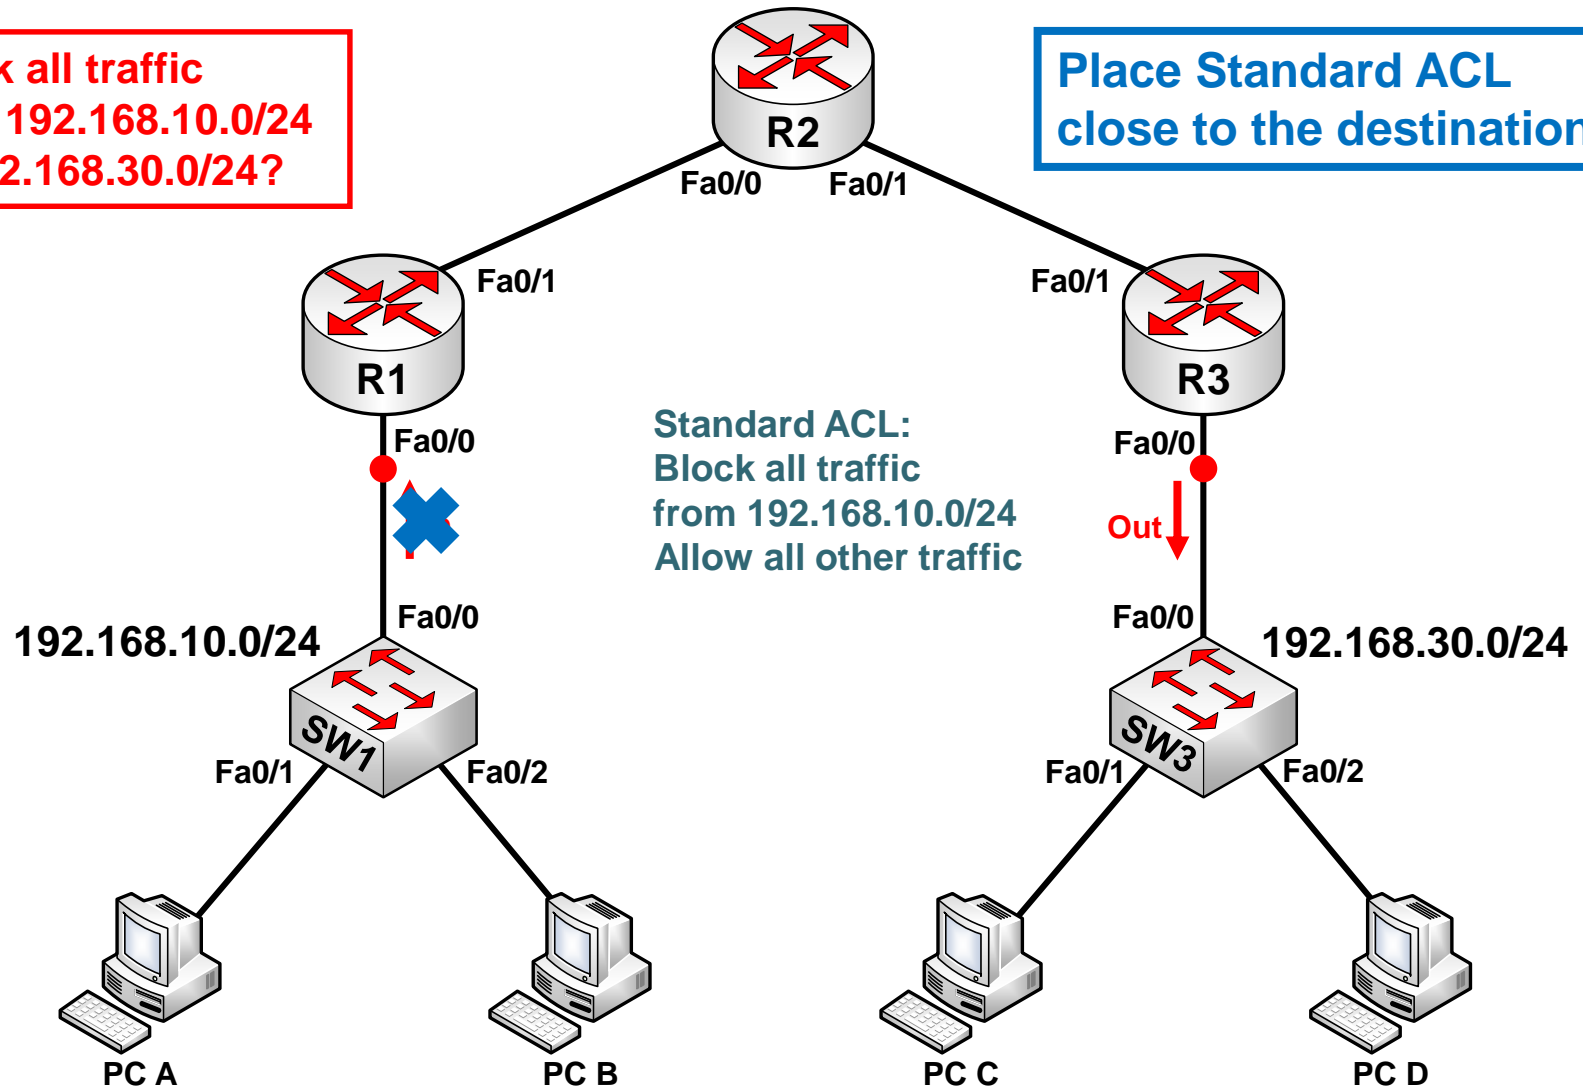 all traffic
192.168.10.0/24
2.168.30.0/24?
R2
Place Standard ACL
close to the destination
Fa0/0
Fa0/1
Fa0/1
Fa0/1
R1
R3
Standard ACL:
Block all traffic
from 192.168.10.0/24
Allow all other traffic
Fa0/0
Fa0/0
Out
Fa0/0
Fa0/0
192.168.10.0/24
192.168.30.0/24
SW1
SW3
Fa0/1
Fa0/2
Fa0/1
Fa0/2
PC A
PC B
PC C
PC D